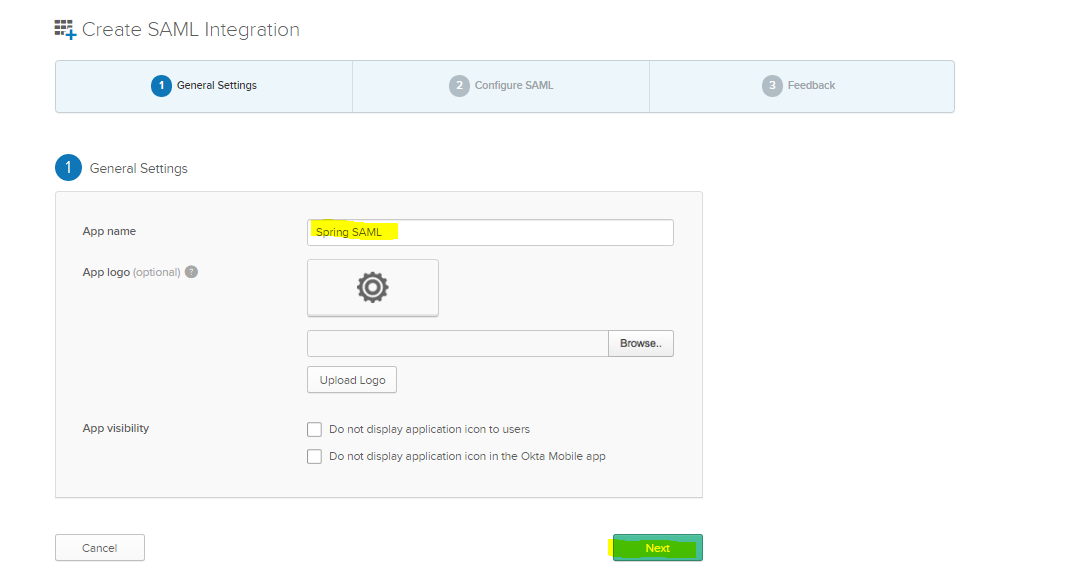 Create SAML Integration
1 General Settings
2 Configure SAML
3 Feedback
1 General Settings
App name
Spring SAML
App logo (optional) ?
Browse..
Upload Logo
App visibility
Do not display application icon to users
Do not display application icon in the Okta Mobile app
Cancel
Next